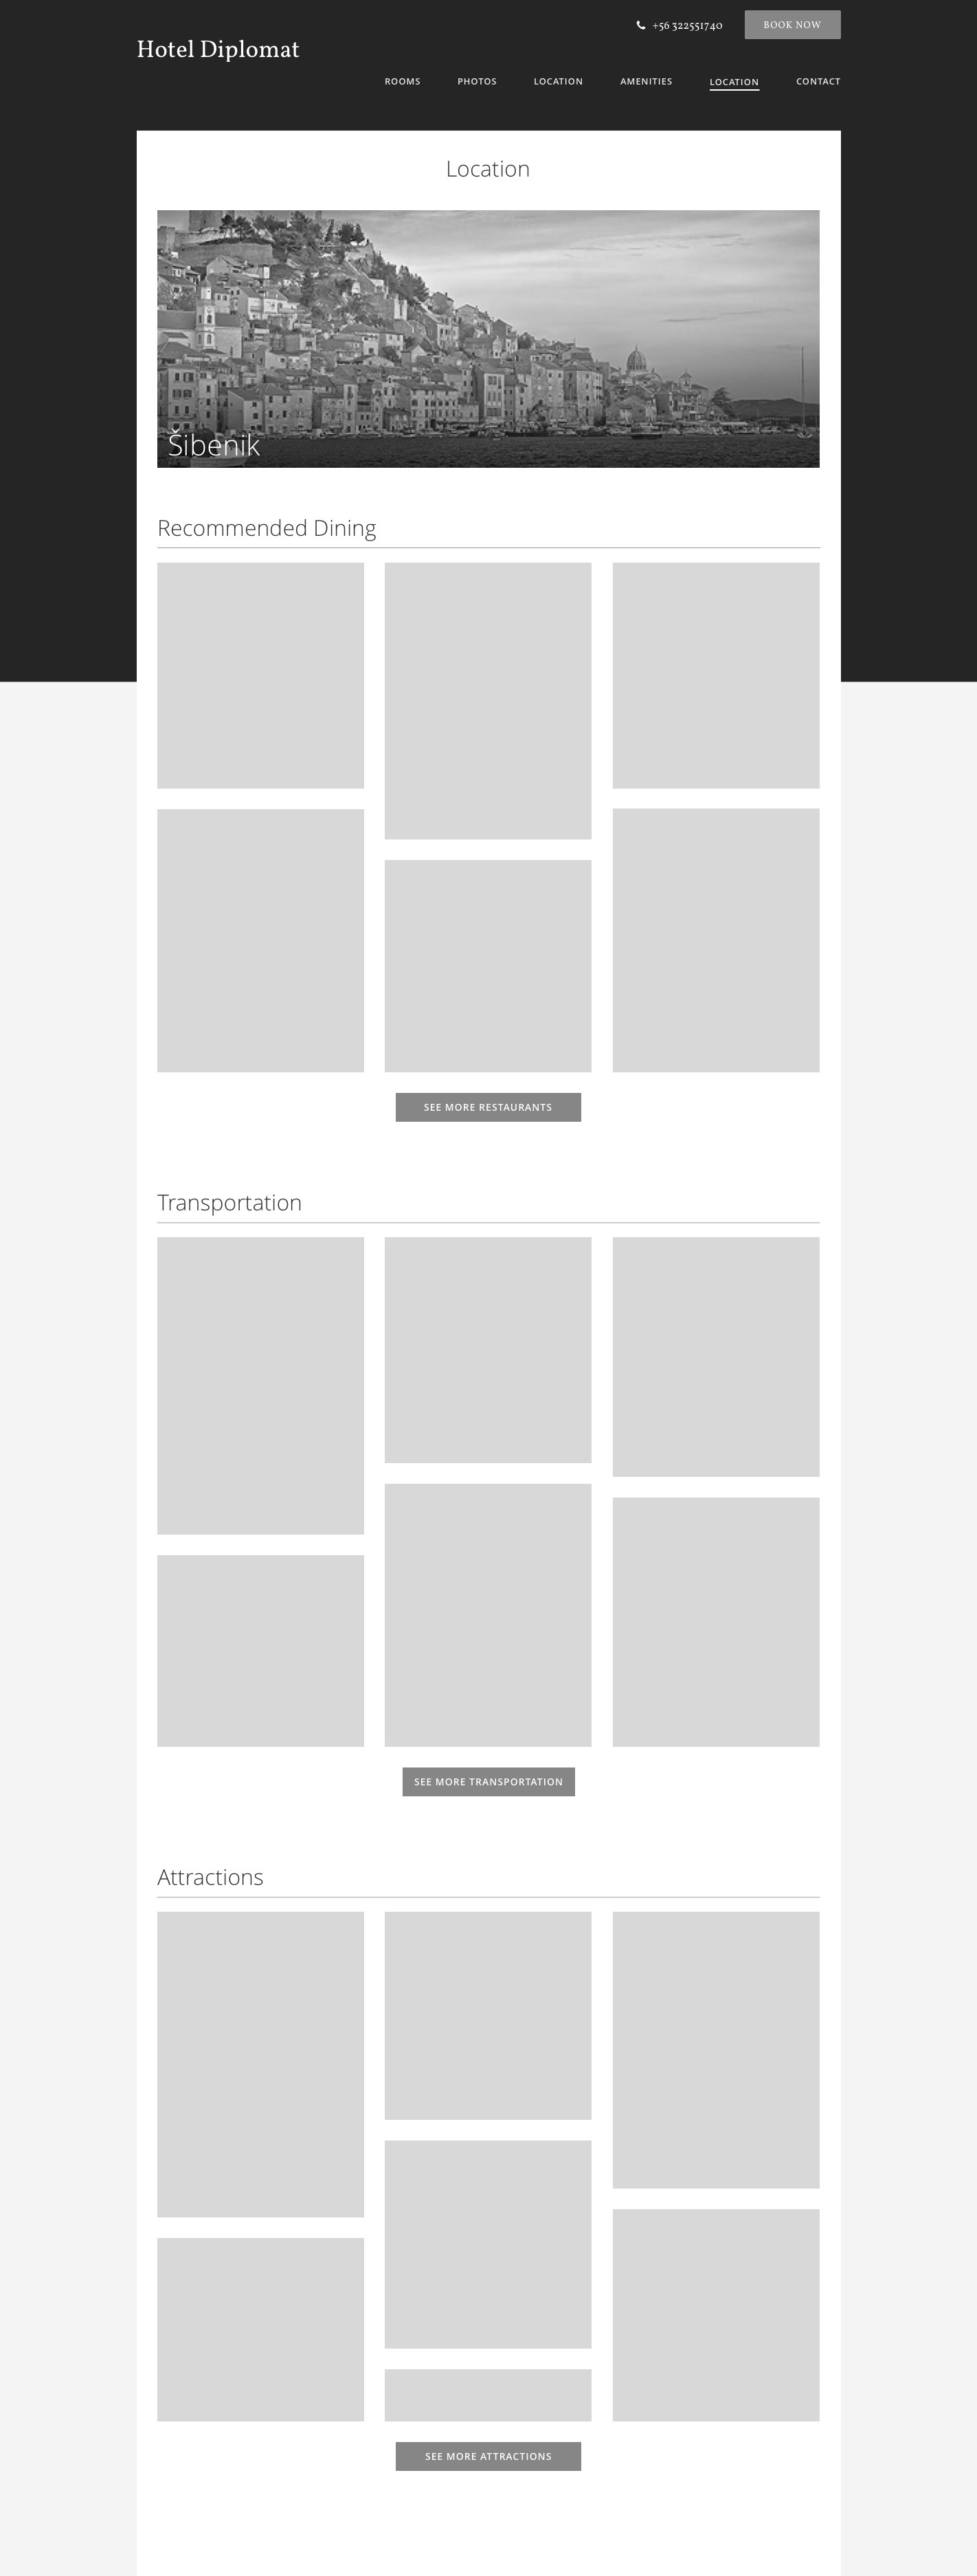 +56 322551740
BOOK NOW
Hotel Diplomat
ROOMS PHOTOS LOCATION AMENITIES LOCATION CONTACT
Location
Šibenik
Recommended Dining
SEE MORE RESTAURANTS
Transportation
SEE MORE TRANSPORTATION
Attractions
SEE MORE ATTRACTIONS